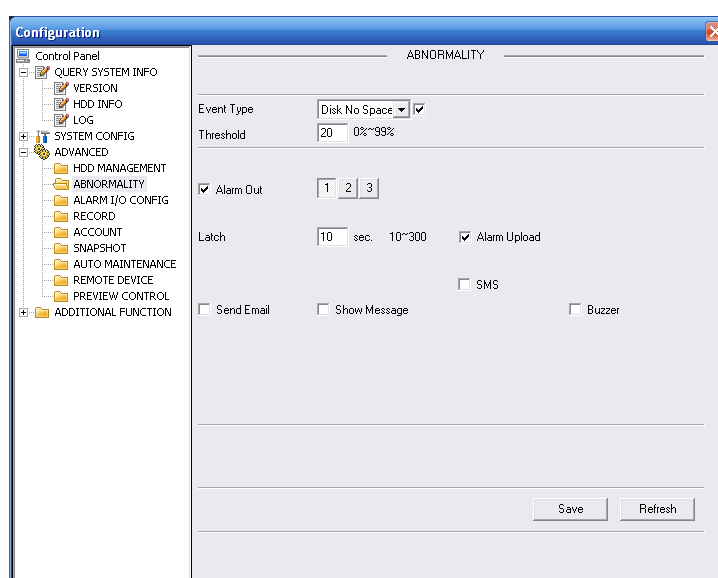 Configuration
Control Panel
QUERY SYSTEM INFO
VERSION
HDD INFO
LOG
SYSTEM CONFIG
ADVANCED
HDD MANAGEMENT
ABNORMALITY
ALARM I/O CONFIG
RECORD
ACCOUNT
SNAPSHOT
AUTO MAINTENANCE
REMOTE DEVICE
PREVIEW CONTROL
ADDITIONAL FUNCTION
ABNORMALITY
Event Type Disk No Space
Threshold 20 0%~99%
Alarm Out 1 2 3
Latch 10 sec. 10~300 Alarm Upload
SMS
Send Email Show Message Buzzer
Save Refresh